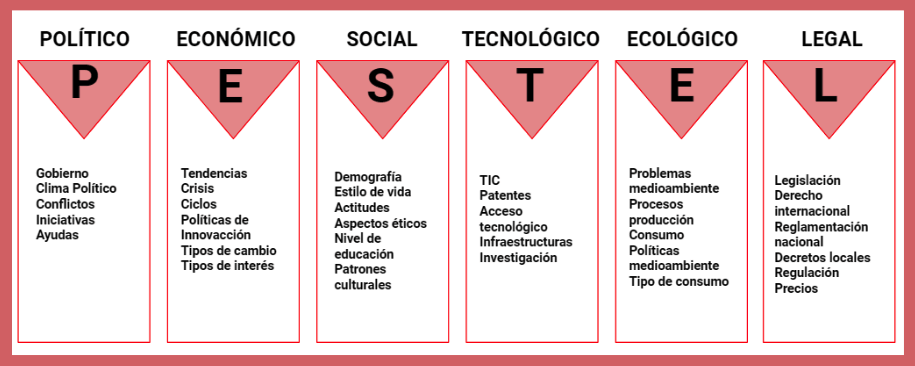 POLÍTICO
P
Gobierno
Clima Político
Conflictos
Iniciativas
Ayudas
ECONÓMICO
E
Tendencias
Crisis
Ciclos
Políticas de
Innovacción
Tipos de cambio
Tipos de interés
SOCIAL
S
Demografía
Estilo de vida
Actitudes
Aspectos éticos
Nivel de
educación
Patrones
culturales
TECNOLÓGICO
T
TIC
Patentes
Acceso
tecnológico
Infraestructuras
Investigación
ECOLÓGICO
E
Problemas
medioambiente
Procesos
producción
Consumo
Políticas
medioambiente
Tipo de consumo
LEGAL
L
Legislación
Derecho
internacional
Reglamentación
nacional
Decretos locales
Regulación
Precios